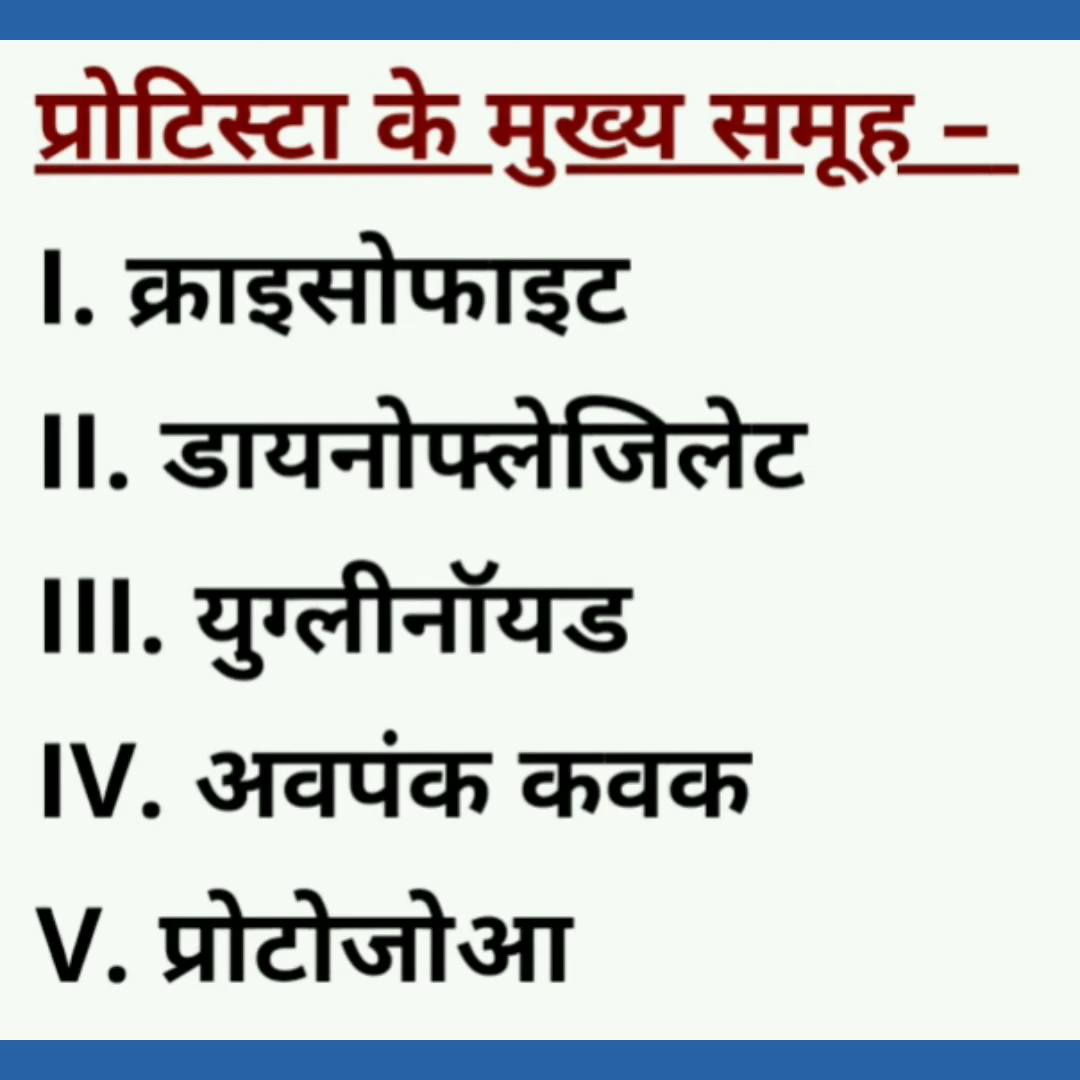 प्रोटिस्टा के मुख्य समूह –
I. क्राइसोफाइट
II. डायनोफ्लेजिलेट
III. युग्लीनॉयड
IV. अवपंक कवक
V. प्रोटोजोआ